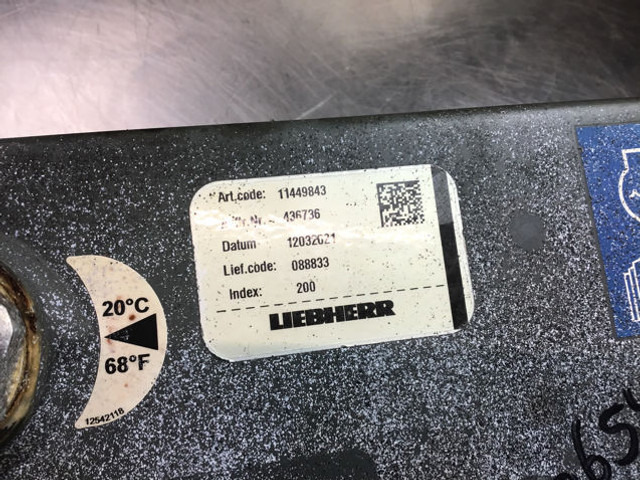 Art.code: 11449843
436736
Datum 12032021
Lief.code: 088833
Index: 200
LIEBHERR
20°C
68°F
12542118